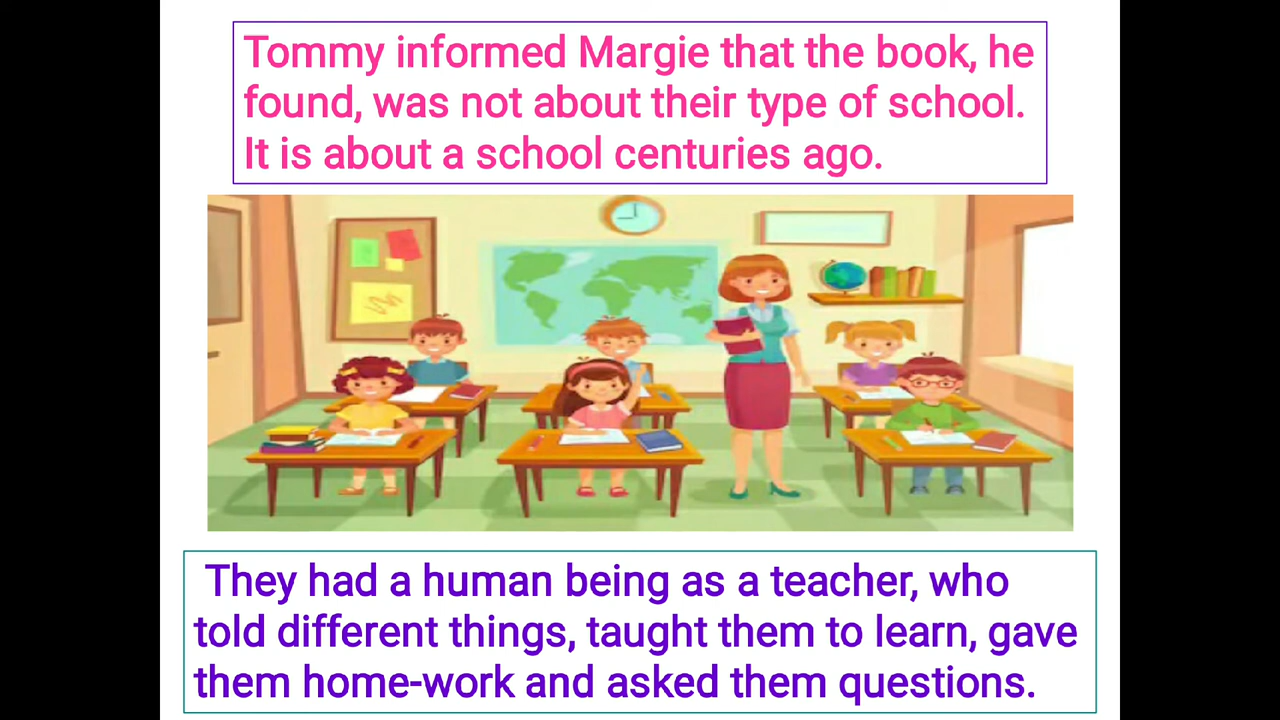 Tommy informed Margie that the book, he
found, was not about their type of school.
It is about a school centuries ago.
They had a human being as a teacher, who
told different things, taught them to learn, gave
them home-work and asked them questions.